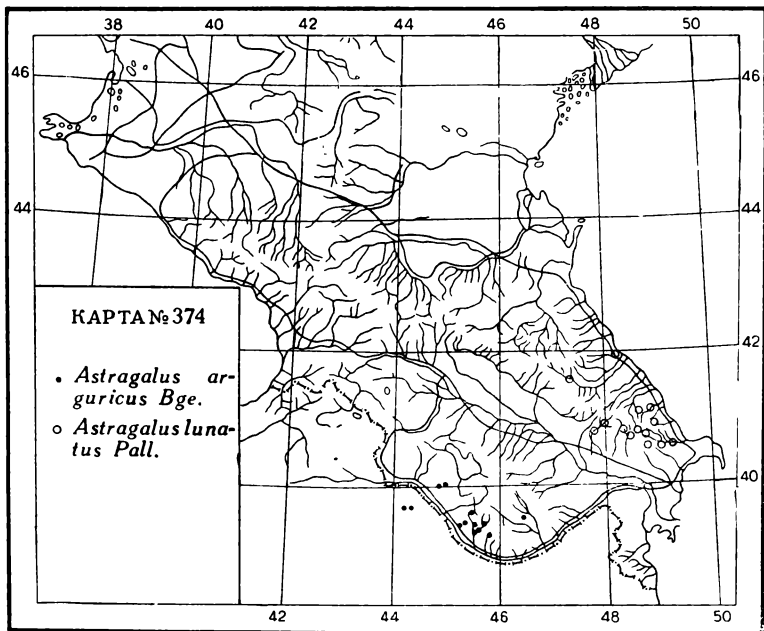 38 40 42 44 46 48 50
46 46
44 44
42
40
КАРТА № 374
• Astragalus ar-
guricus Bge.
○ Astragalus luna-
tus Pall.
42 44 46 48 50